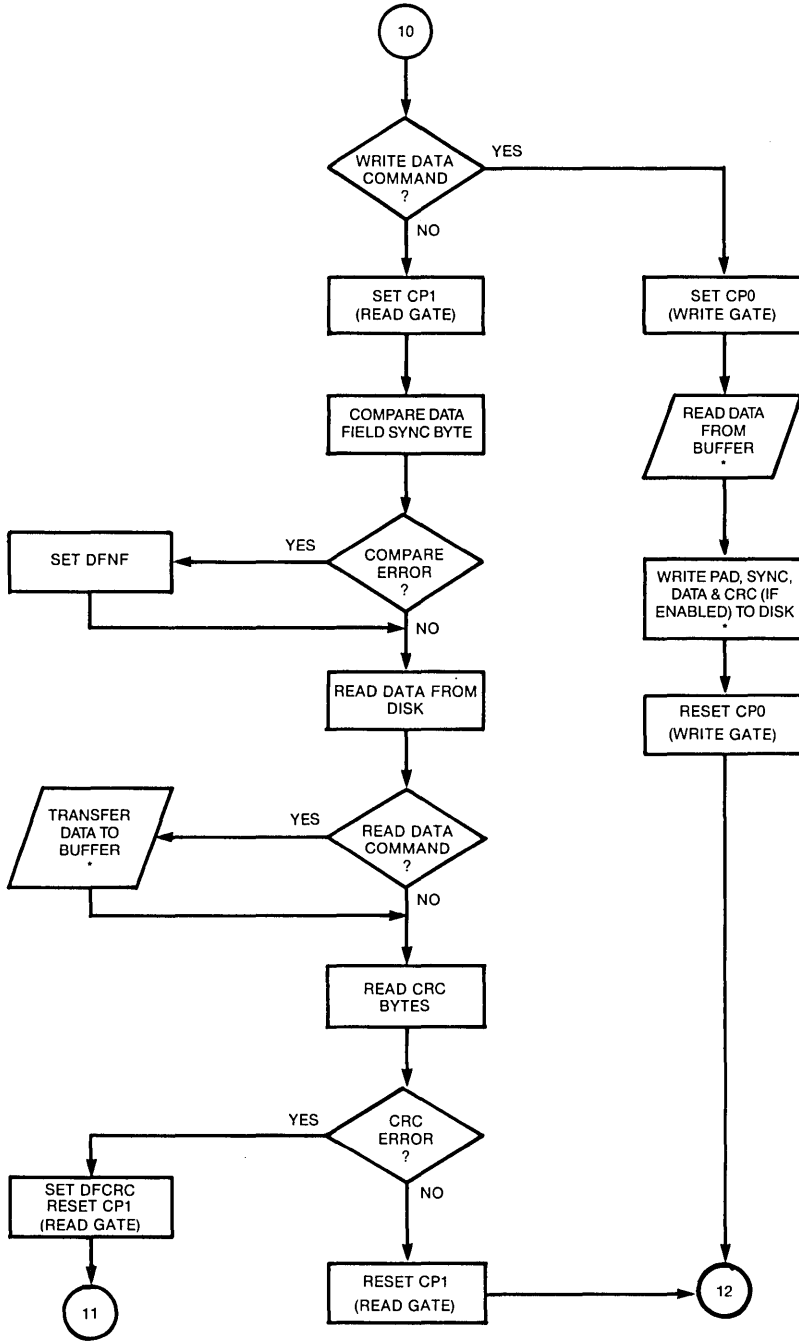 10
WRITE DATA
COMMAND
?
YES
NO
SET CP1
(READ GATE)
SET CP0
(WRITE GATE)
COMPARE DATA
FIELD SYNC BYTE
READ DATA
FROM
BUFFER
*
COMPARE
ERROR
?
YES
NO
SET DFNF
WRITE PAD, SYNC,
DATA & CRC (IF
ENABLED) TO DISK
*
READ DATA FROM
DISK
RESET CP0
(WRITE GATE)
READ DATA
COMMAND
?
YES
NO
TRANSFER
DATA TO
BUFFER
*
READ CRC
BYTES
CRC
ERROR
?
YES
NO
SET DFCRC
RESET CP1
(READ GATE)
RESET CP1
(READ GATE)
11
12